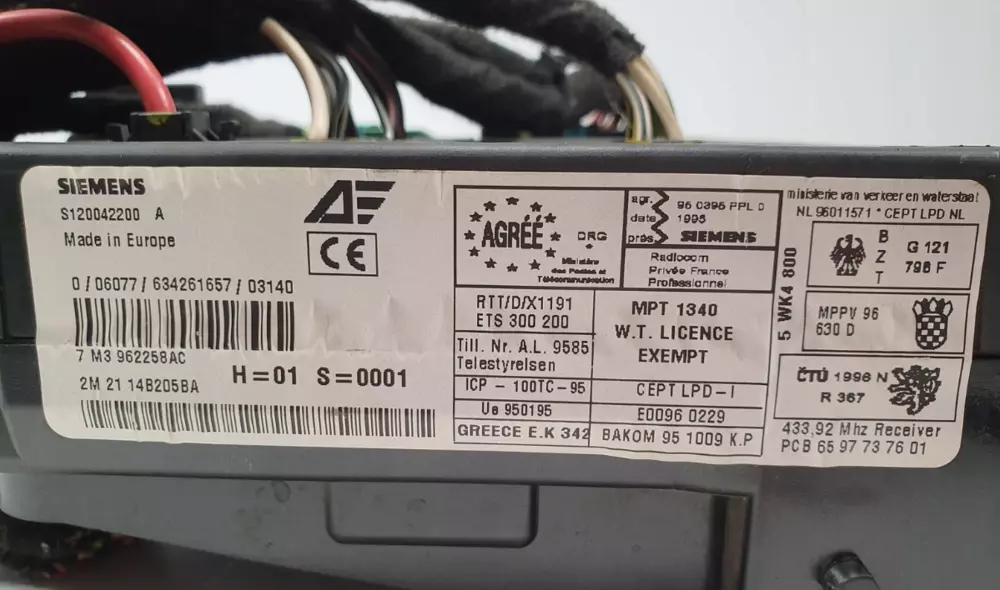 SIEMENS
S120042200 A
Made in Europe
AE
CE
0/06077/634261657/03140
7 M3 962258AC
2M 21 14B205BA
H=01 S=0001
AGRÉÉ
DRG
Ministère
des Postes et
Télécommunication
agr. 96 0395 PPL 0
date 1995
prés. SIEMENS
Radiocom
Privée France
Professionnel
RTT/D/X1191
ETS 300 200
Till. Nr. A.L. 9585
Telestyrelsen
ICP - 100TC-95
Ue 950195
GREECE E.K 342
MPT 1340
W.T. LICENCE
EXEMPT
CEPT LPD-I
E0096 0229
BAKOM 95 1009 K.P
5 WK4 800
ministerie van verkeer en waterstaat
NL 96011571 * CEPT LPD NL
BZT
G 121
798 F
MPPV 96
630 D
ČTÚ 1996 N
R 367
433,92 Mhz Receiver
PCB 65 97 73 76 01